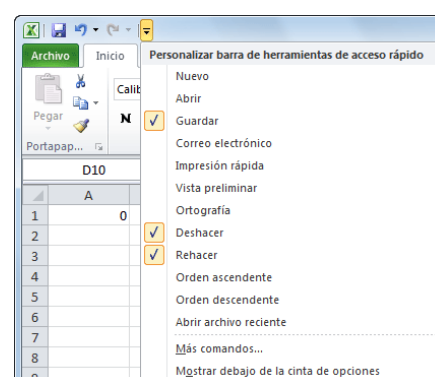 Archivo Inicio
Personalizar barra de herramientas de acceso rápido
Nuevo
Abrir
Guardar
Correo electrónico
Impresión rápida
Vista preliminar
Ortografía
Deshacer
Rehacer
Orden ascendente
Orden descendente
Abrir archivo reciente
Más comandos...
Mostrar debajo de la cinta de opciones
Pegar
Calib
N
Portapap...
D10
A
1 0
2
3
4
5
6
7
8